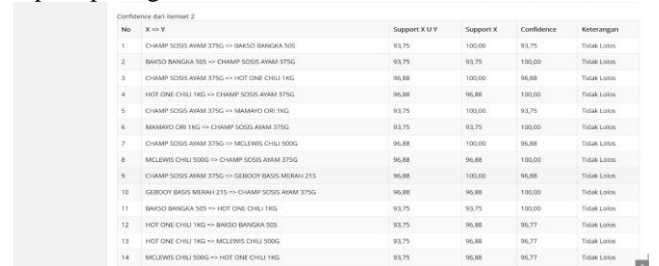 Confidence dari itemset 2
No X => Y Support X U Y Support X Confidence Keterangan
1 CHAMP SOSIS AYAM 375G => BAKSO BANGKA 50S 93,75 100,00 93,75 Tidak Lolos
2 BAKSO BANGKA 50S => CHAMP SOSIS AYAM 375G 93,75 93,75 100,00 Tidak Lolos
3 CHAMP SOSIS AYAM 375G => HOT ONE CHILI 1KG 96,88 100,00 96,88 Tidak Lolos
4 HOT ONE CHILI 1KG => CHAMP SOSIS AYAM 375G 96,88 96,88 100,00 Tidak Lolos
5 CHAMP SOSIS AYAM 375G => MAMAYO ORI 1KG 93,75 100,00 93,75 Tidak Lolos
6 MAMAYO ORI 1KG => CHAMP SOSIS AYAM 375G 93,75 93,75 100,00 Tidak Lolos
7 CHAMP SOSIS AYAM 375G => MCLEWIS CHILI 500G 96,88 100,00 96,88 Tidak Lolos
8 MCLEWIS CHILI 500G => CHAMP SOSIS AYAM 375G 96,88 96,88 100,00 Tidak Lolos
9 CHAMP SOSIS AYAM 375G => GEBOOY BASIS MERAH 21S 96,88 100,00 96,88 Tidak Lolos
10 GEBOOY BASIS MERAH 21S => CHAMP SOSIS AYAM 375G 96,88 96,88 100,00 Tidak Lolos
11 BAKSO BANGKA 50S => HOT ONE CHILI 1KG 93,75 93,75 100,00 Tidak Lolos
12 HOT ONE CHILI 1KG => BAKSO BANGKA 50S 93,75 96,88 96,77 Tidak Lolos
13 HOT ONE CHILI 1KG => MCLEWIS CHILI 500G 93,75 96,88 96,77 Tidak Lolos
14 MCLEWIS CHILI 500G => HOT ONE CHILI 1KG 93,75 96,88 96,77 Tidak Lolos